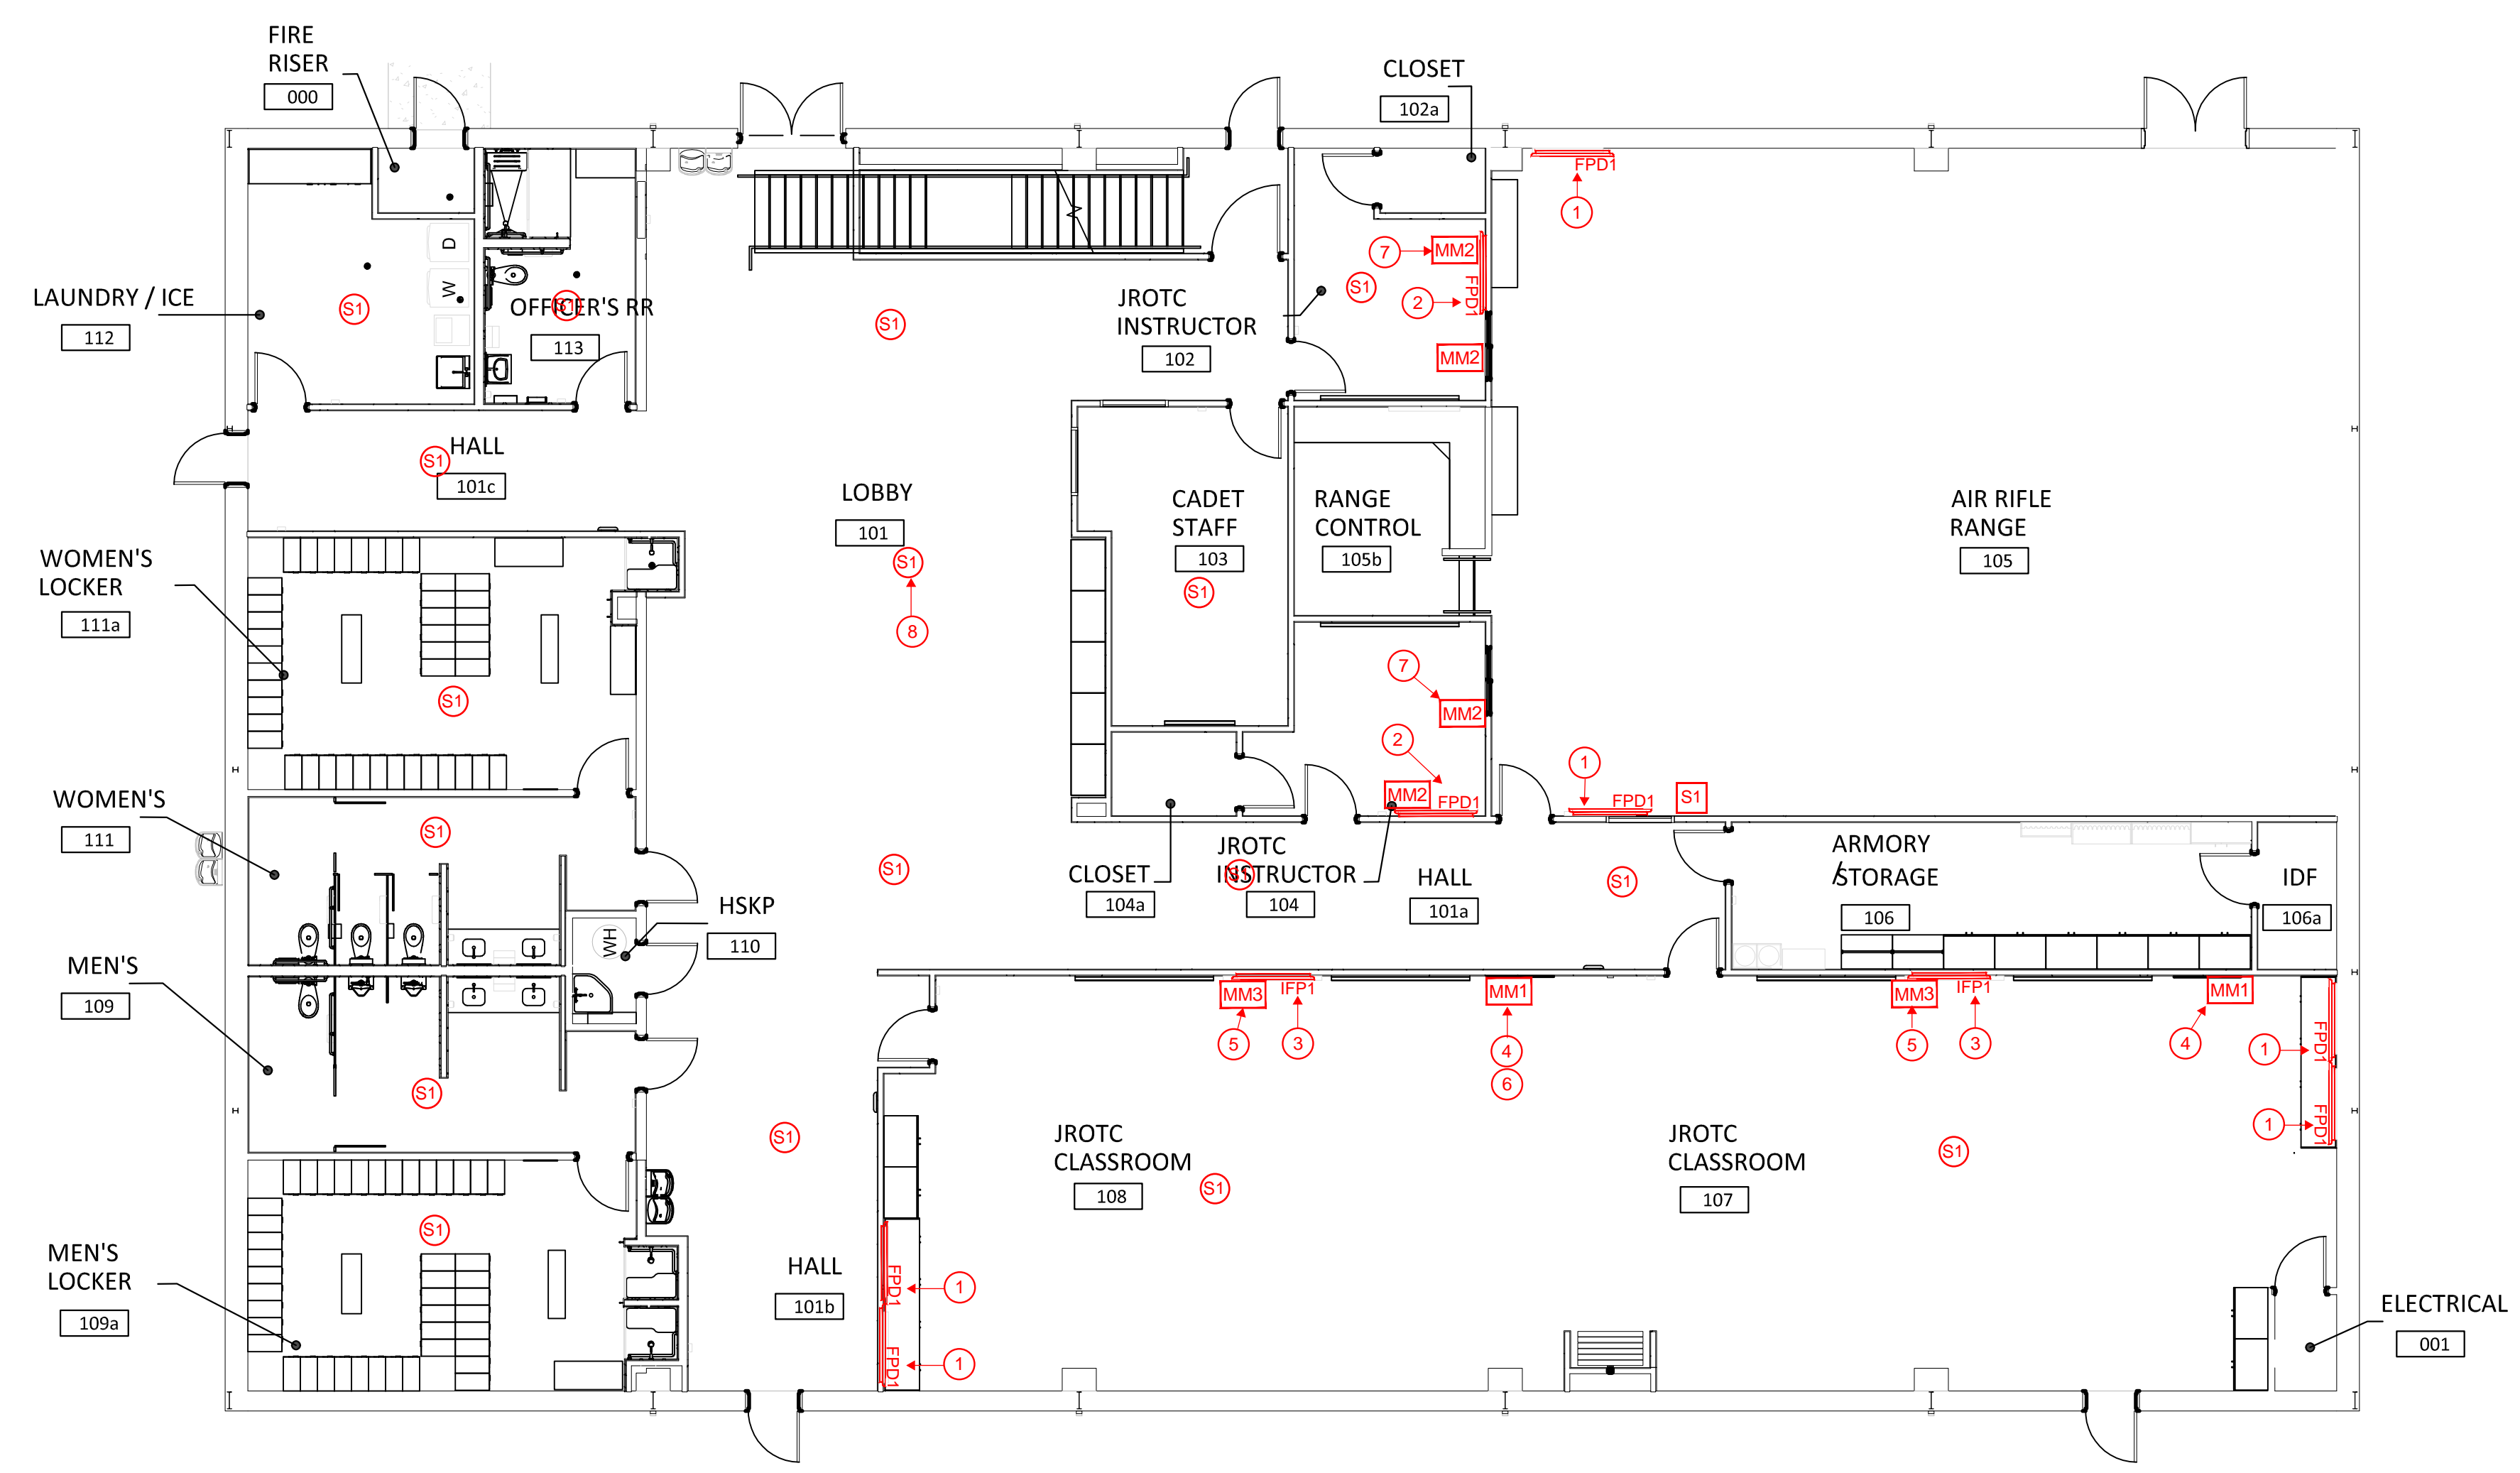 FIRE
RISER
000
CLOSET
102a
FPD1
1
D
W
7
MM2
S1
FPD1
2
MM2
LAUNDRY / ICE
112
S1
OFFICER'S RR
S1
113
S1
JROTC
INSTRUCTOR
102
HALL
S1
101c
LOBBY
101
S1
8
CADET
STAFF
103
S1
RANGE
CONTROL
105b
AIR RIFLE
RANGE
105
WOMEN'S
LOCKER
111a
S1
7
MM2
2
MM2
FPD1
1
FPD1
S1
WOMEN'S
111
S1
S1
CLOSET
104a
JROTC
INSTRUCTOR
S1
104
HALL
101a
S1
ARMORY
/
STORAGE
106
IDF
106a
HSKP
110
WH
MEN'S
109
S1
MM3
IFP1
5
3
MM1
4
6
MM3
IFP1
5
3
MM1
4
1
FPD1
1
FPD1
S1
JROTC
CLASSROOM
108
S1
JROTC
CLASSROOM
107
S1
MEN'S
LOCKER
109a
S1
HALL
101b
FPD1
1
FPD1
1
ELECTRICAL
001